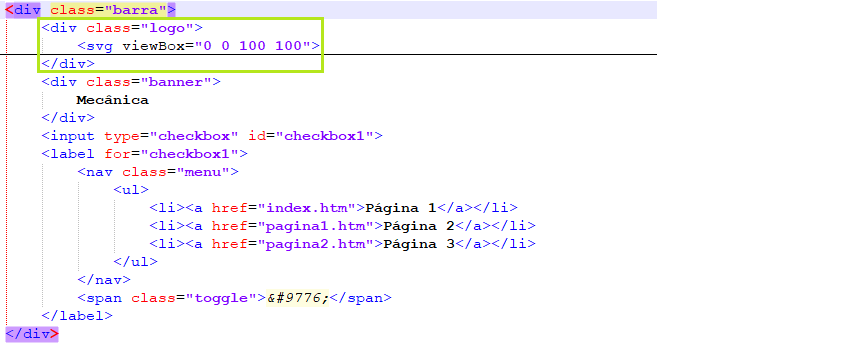 <div class="barra">
<div class="logo">
<svg viewBox="0 0 100 100">
</div>
<div class="banner">
Mecânica
</div>
<input type="checkbox" id="checkbox1">
<label for="checkbox1">
<nav class="menu">
<ul>
<li><a href="index.htm">Página 1</a></li>
<li><a href="pagina1.htm">Página 2</a></li>
<li><a href="pagina2.htm">Página 3</a></li>
</ul>
</nav>
<span class="toggle">&#9776;</span>
</label>
</div>